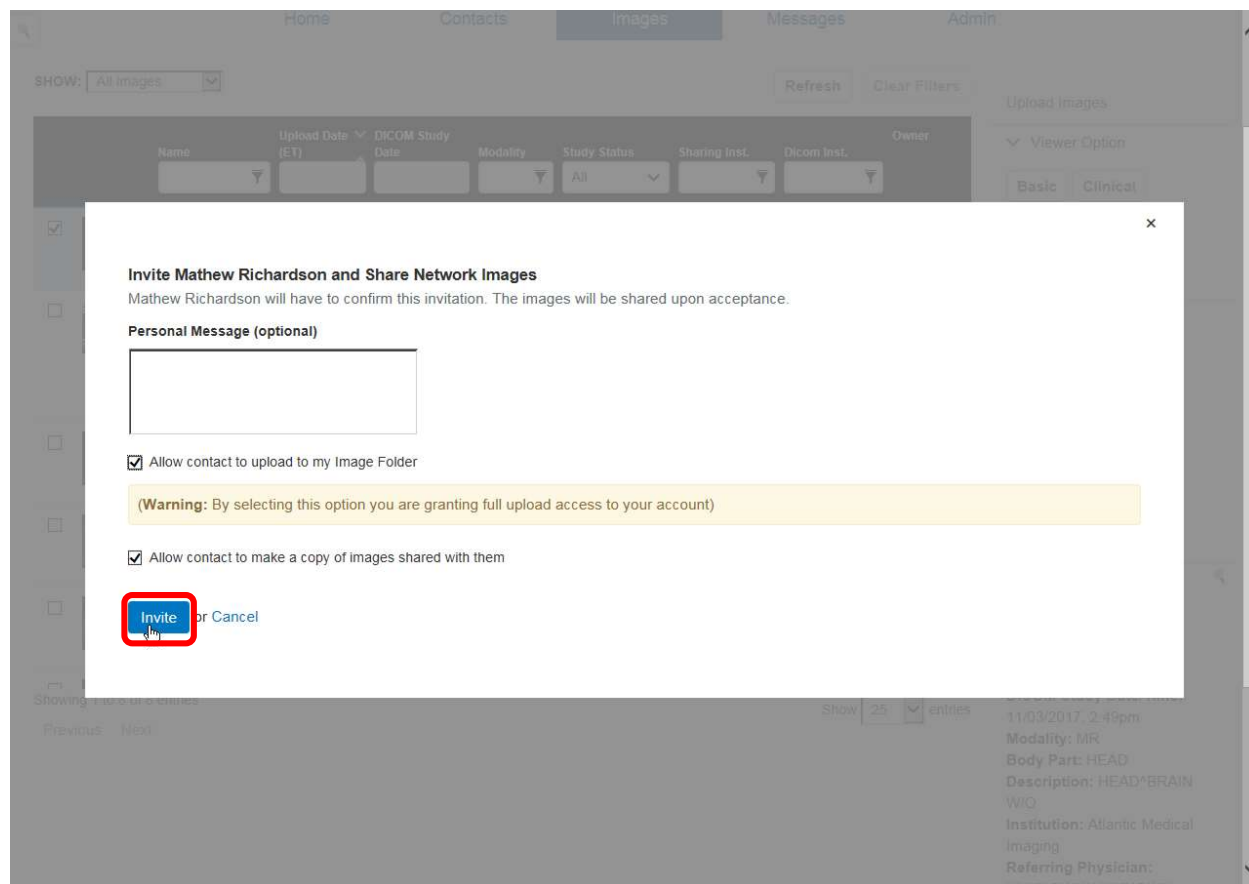 Home Contacts Images Messages Admin
SHOW: All Images
Refresh Clear Filters
Upload Images
Viewer Option
Basic Clinical
Name Upload Date (ET) DICOM Study Date Modality Study Status Sharing Inst. Dicom Inst. Owner
All
×
Invite Mathew Richardson and Share Network Images
Mathew Richardson will have to confirm this invitation. The images will be shared upon acceptance.
Personal Message (optional)
Allow contact to upload to my Image Folder
(Warning: By selecting this option you are granting full upload access to your account)
Allow contact to make a copy of images shared with them
Invite or Cancel
Show 25 entries
Previous Next
11/03/2017, 2:49pm
Modality: MR
Body Part: HEAD
Description: HEAD^BRAIN
W/O
Institution: Atlantic Medical
Imaging
Referring Physician: